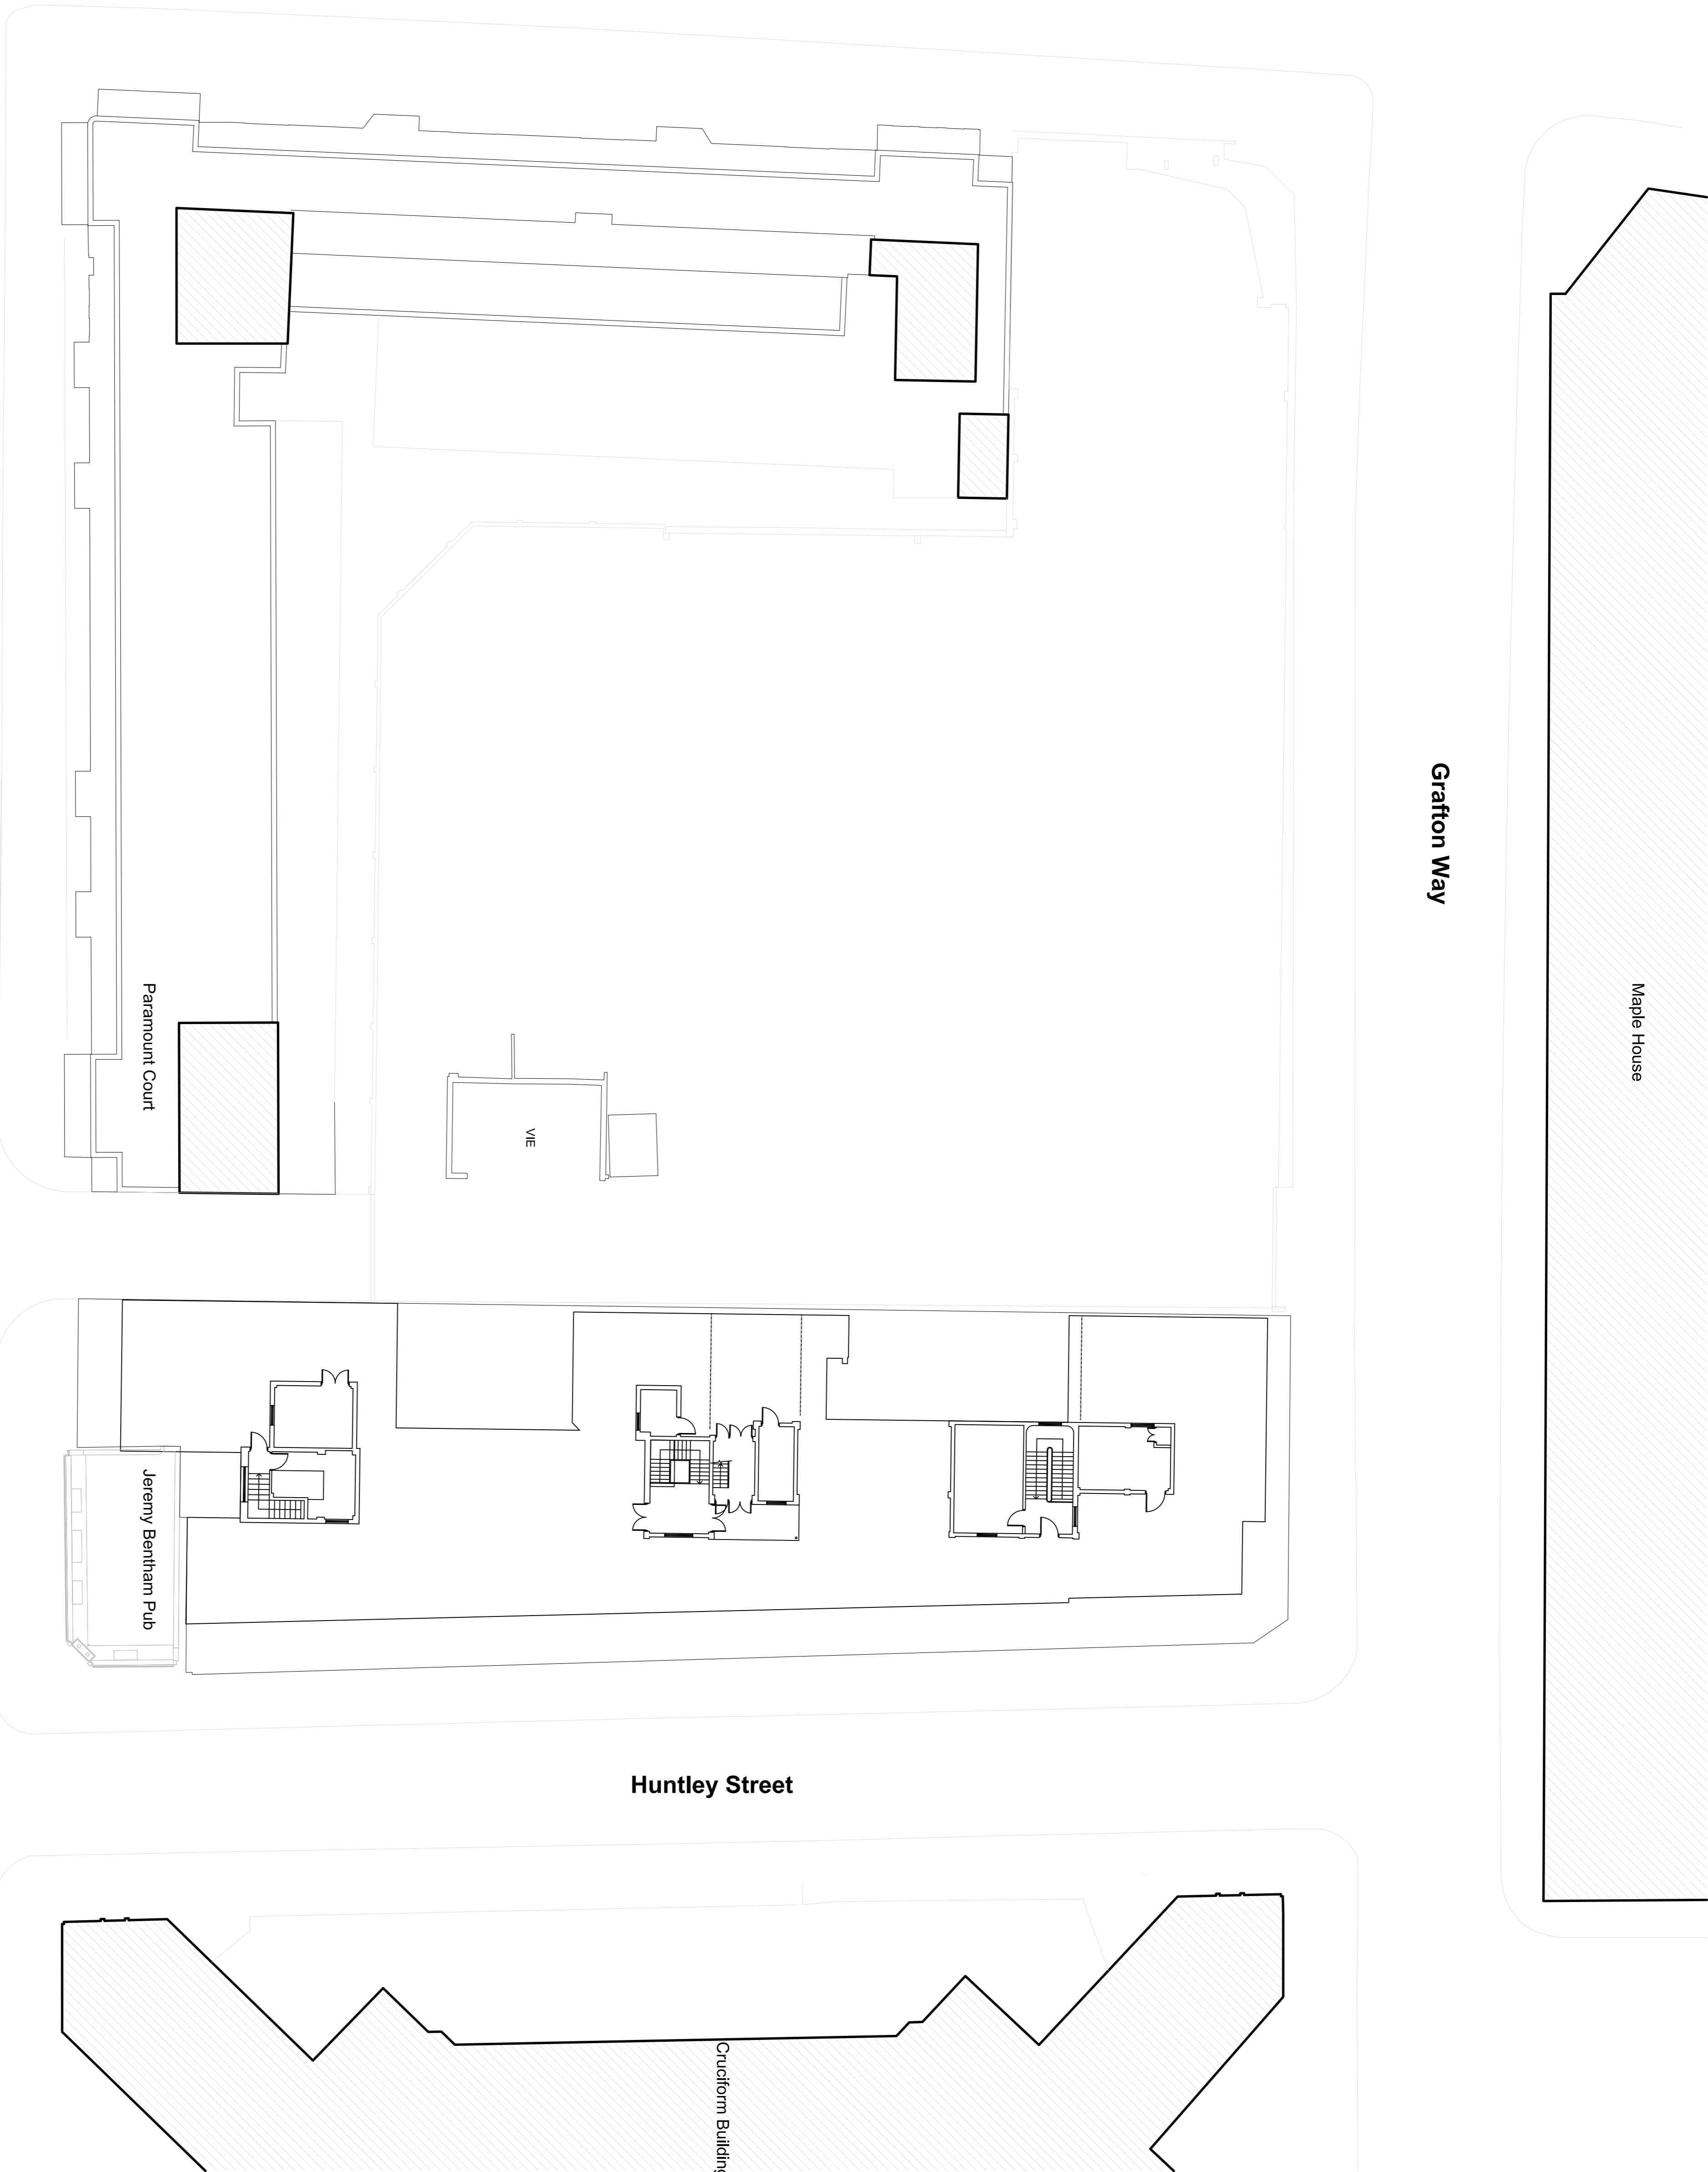 Grafton Way
Maple House
Paramount Court
VIE
Jeremy Bentham Pub
Huntley Street
Cruciform Building